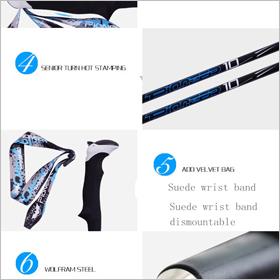 4
SENIOR TURN HOT STAMPING
5
ADD VELVET BAG
Suede wrist band
Suede wrist band
dismountable
6
WOLFRAM STEEL